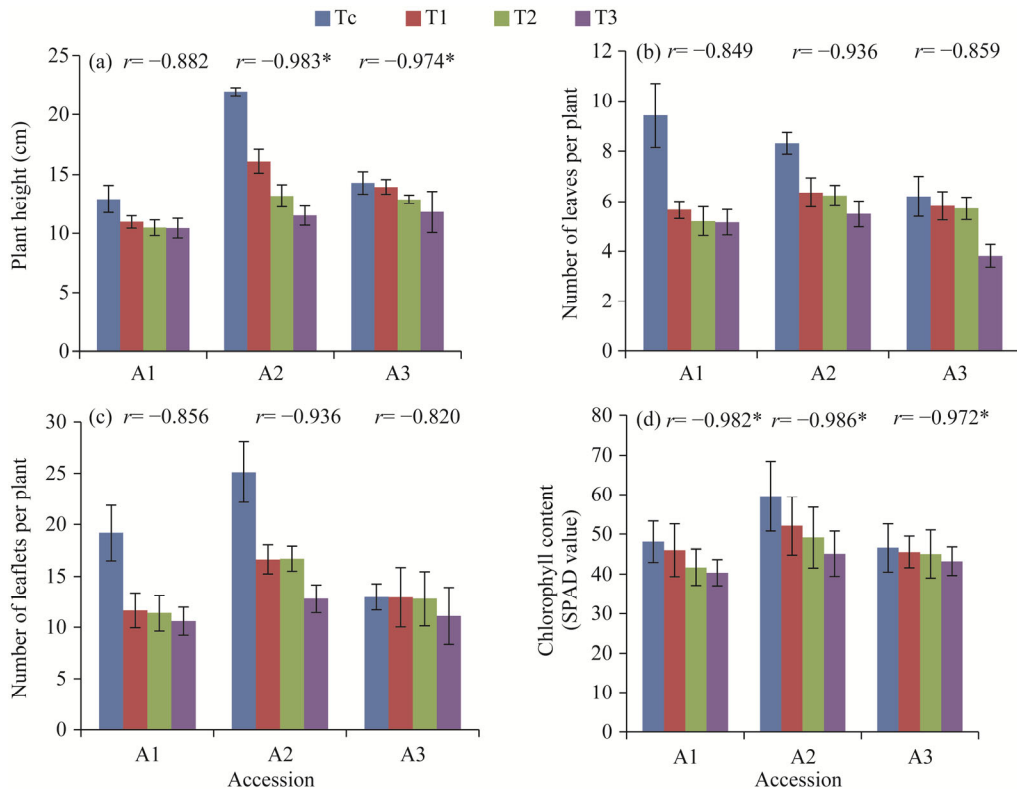 Tc T1 T2 T3
(a) r= −0.882 r= −0.983* r= −0.974*
Plant height (cm)
25
20
15
10
5
0
A1 A2 A3
(b) r= −0.849 r= −0.936 r= −0.859
Number of leaves per plant
12
10
8
6
4
2
0
A1 A2 A3
(c) r= −0.856 r= −0.936 r= −0.820
Number of leaflets per plant
30
25
20
15
10
5
0
A1 A2 A3
Accession
(d) r= −0.982* r= −0.986* r= −0.972*
Chlorophyll content
(SPAD value)
80
70
60
50
40
30
20
10
0
A1 A2 A3
Accession